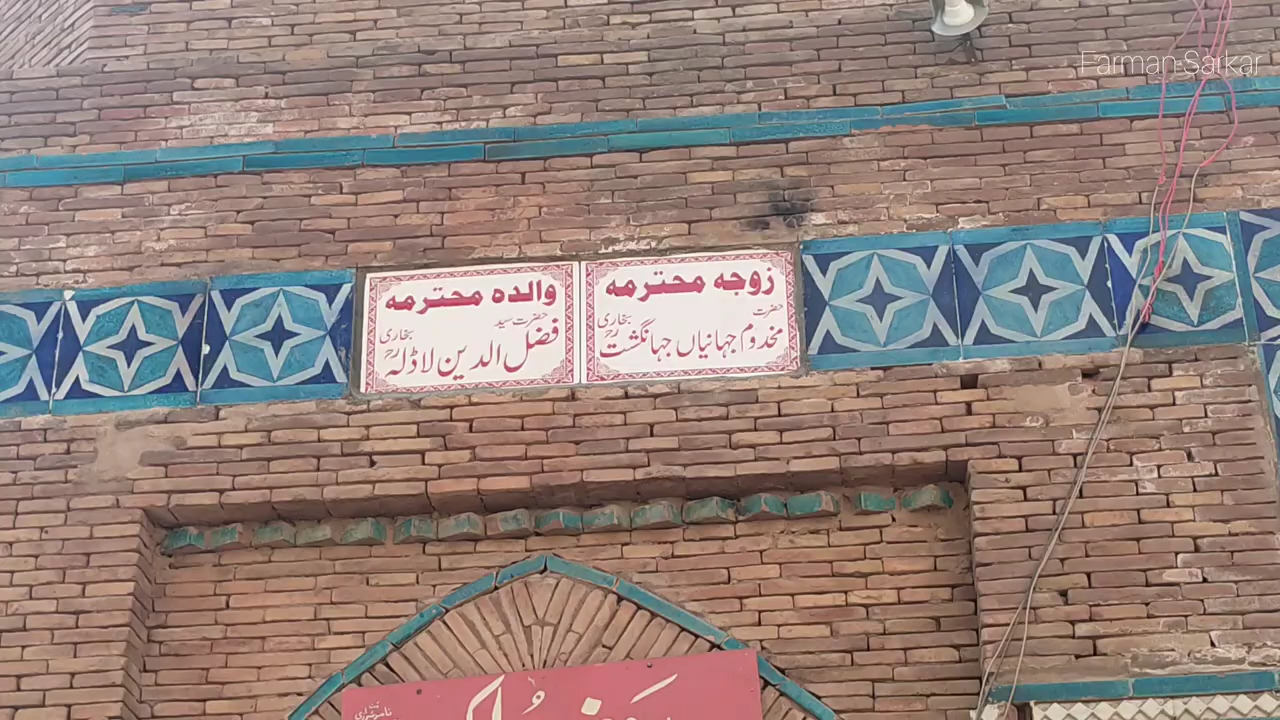 Farman Sarkar
زوجہ محترمہ
حضرت
مخدوم جہانیاں جہانگشتؒ بخاری
والدہ محترمہ
حضرت سید
فضل الدین لاڈلہؒ بخاری